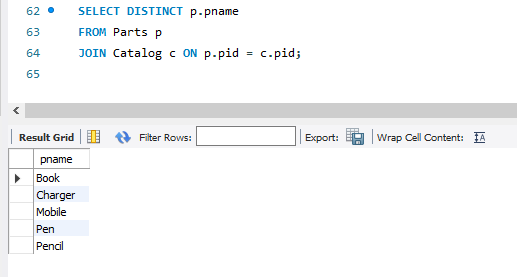 62 SELECT DISTINCT p.pname
63 FROM Parts p
64 JOIN Catalog c ON p.pid = c.pid;
65
Result Grid Filter Rows: Export: Wrap Cell Content: IA
pname
Book
Charger
Mobile
Pen
Pencil